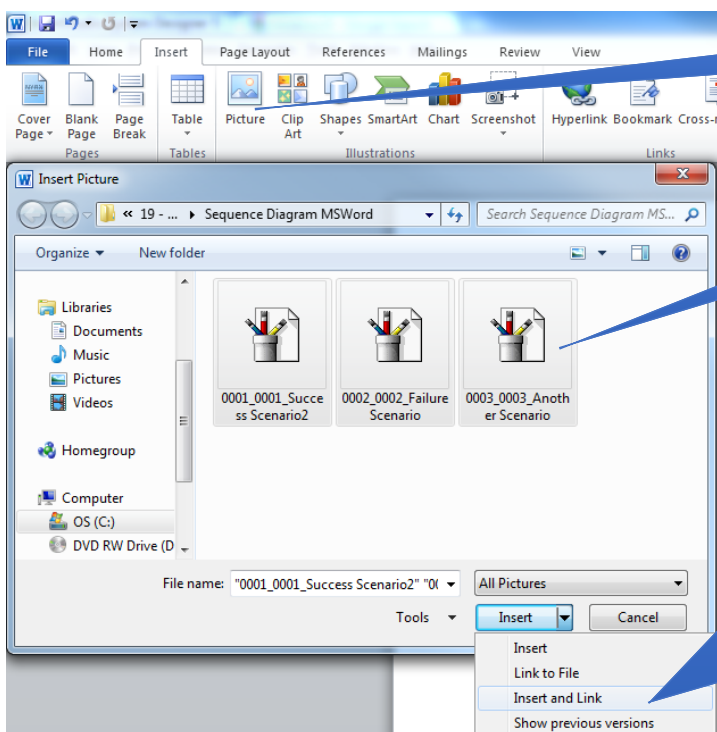 W
File Home Insert Page Layout References Mailings Review View
Cover Page Blank Page Page Break Table Picture Clip Art Shapes SmartArt Chart Screenshot Hyperlink Bookmark
Pages Tables Illustrations Links
W Insert Picture
« 19 - ... Sequence Diagram MSWord Search Sequence Diagram MS...
Organize New folder
Libraries
Documents
Music
Pictures
Videos
Homegroup
Computer
OS (C:)
DVD RW Drive (D
0001_0001_Succe
ss Scenario2
0002_0002_Failure
Scenario
0003_0003_Anoth
er Scenario
File name: "0001_0001_Success Scenario2" "0( All Pictures
Tools Insert Cancel
Insert
Link to File
Insert and Link
Show previous versions